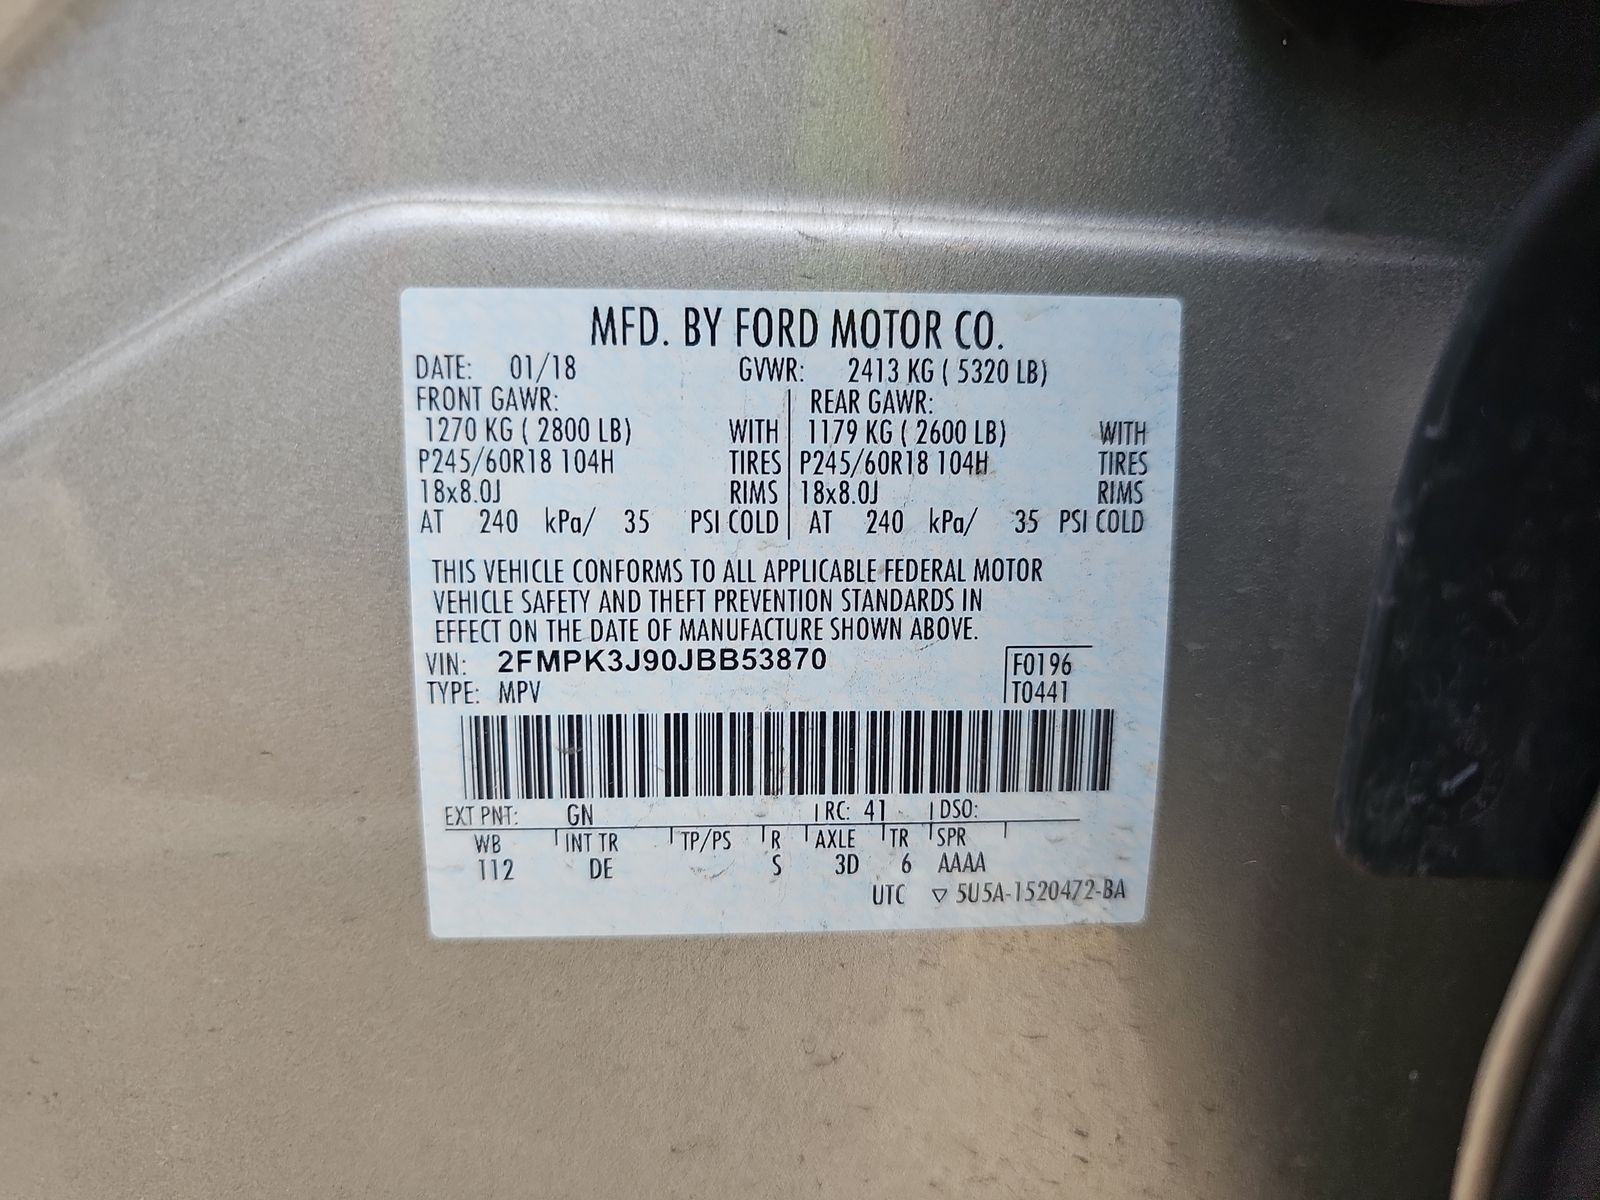 MFD. BY FORD MOTOR CO.
DATE: 01/18 GVWR: 2413 KG ( 5320 LB)
FRONT GAWR: REAR GAWR:
1270 KG ( 2800 LB) WITH 1179 KG ( 2600 LB) WITH
P245/60R18 104H TIRES P245/60R18 104H TIRES
18x8.0J RIMS 18x8.0J RIMS
AT 240 kPa/ 35 PSI COLD AT 240 kPa/ 35 PSI COLD
THIS VEHICLE CONFORMS TO ALL APPLICABLE FEDERAL MOTOR
VEHICLE SAFETY AND THEFT PREVENTION STANDARDS IN
EFFECT ON THE DATE OF MANUFACTURE SHOWN ABOVE.
VIN: 2FMPK3J90JBB53870 F0196
TYPE: MPV T0441
EXT PNT: GN RC: 41 DSO:
WB INT TR TP/PS R AXLE TR SPR
112 DE S 3D 6 AAAA
UTC ▽ 5U5A-1520472-BA